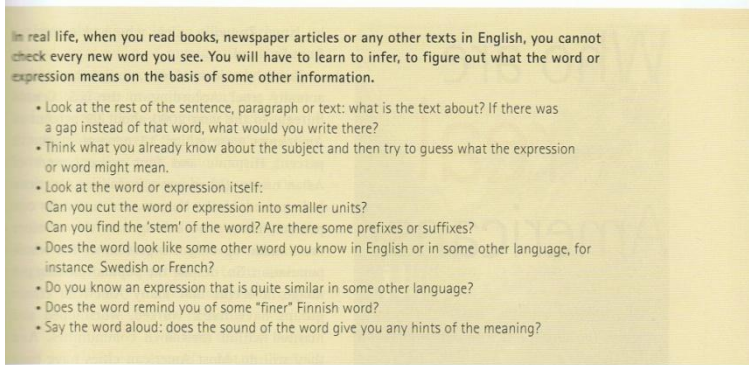 In real life, when you read books, newspaper articles or any other texts in English, you cannot
check every new word you see. You will have to learn to infer, to figure out what the word or
expression means on the basis of some other information.
• Look at the rest of the sentence, paragraph or text: what is the text about? If there was
a gap instead of that word, what would you write there?
• Think what you already know about the subject and then try to guess what the expression
or word might mean.
• Look at the word or expression itself:
Can you cut the word or expression into smaller units?
Can you find the 'stem' of the word? Are there some prefixes or suffixes?
• Does the word look like some other word you know in English or in some other language, for
instance Swedish or French?
• Do you know an expression that is quite similar in some other language?
• Does the word remind you of some "finer" Finnish word?
• Say the word aloud: does the sound of the word give you any hints of the meaning?